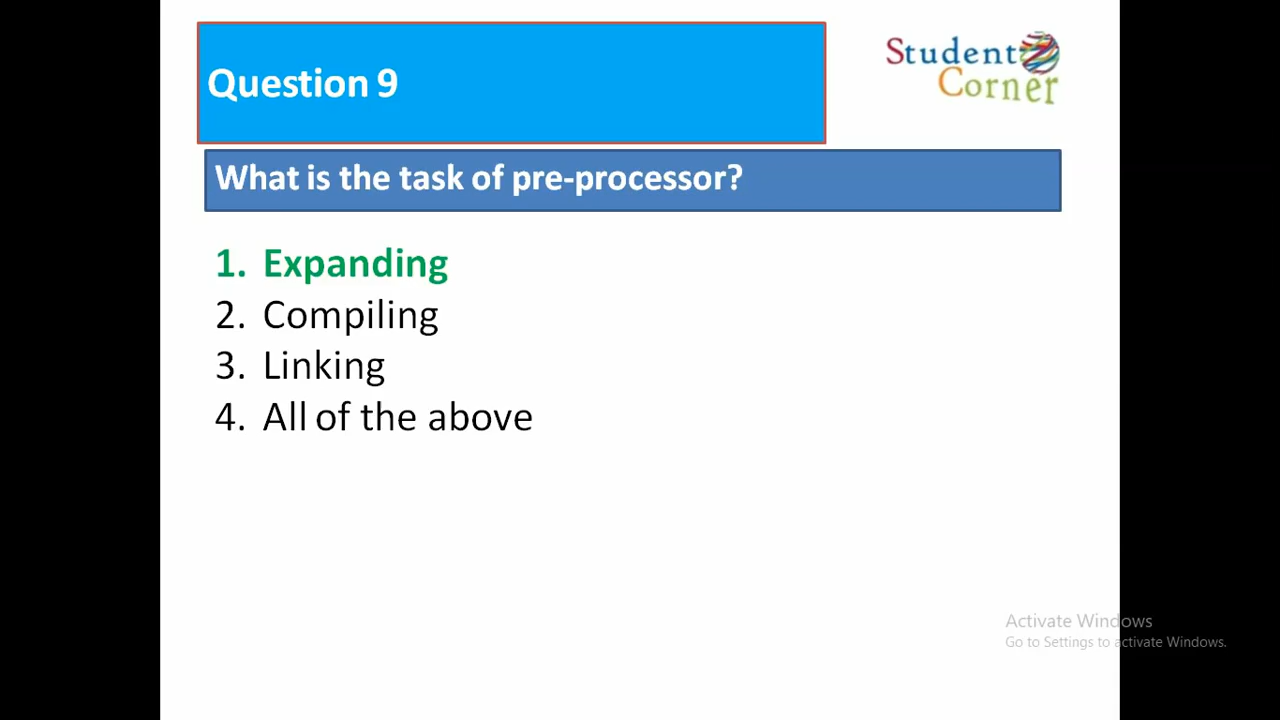 Question 9
Student
Corner
What is the task of pre-processor?
1. Expanding
2. Compiling
3. Linking
4. All of the above
Activate Windows
Go to Settings to activate Windows.